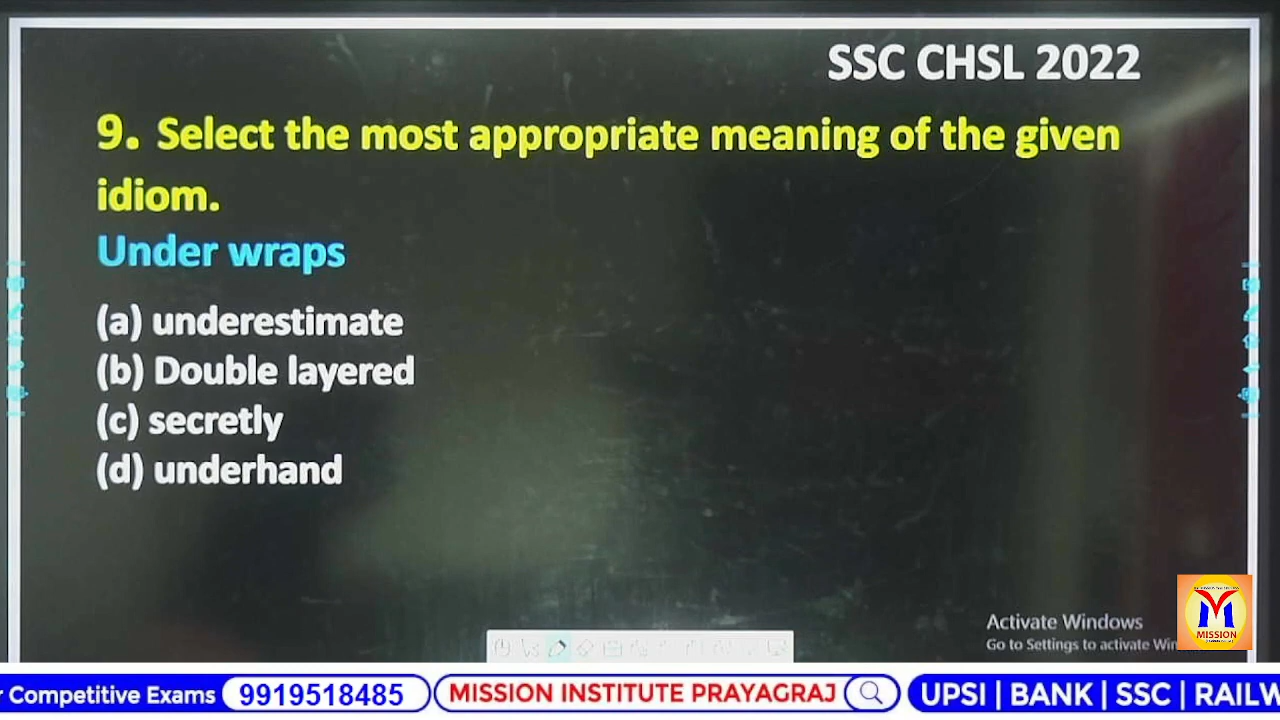 SSC CHSL 2022
9. Select the most appropriate meaning of the given
idiom.
Under wraps
(a) underestimate
(b) Double layered
(c) secretly
(d) underhand
Activate Windows
Go to Settings to activate Win
MISSION
r Competitive Exams 9919518485 MISSION INSTITUTE PRAYAGRAJ UPSI | BANK | SSC | RAILW